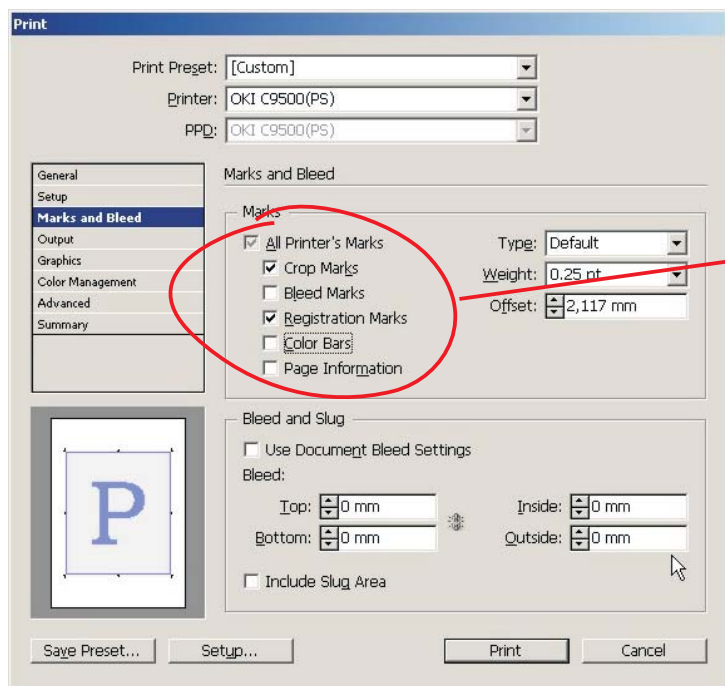 Print
Print Preset: [Custom]
Printer: OKI C9500(PS)
PPD: OKI C9500(PS)
General
Setup
Marks and Bleed
Output
Graphics
Color Management
Advanced
Summary
Marks and Bleed
Marks
All Printer's Marks
Crop Marks
Bleed Marks
Registration Marks
Color Bars
Page Information
Type: Default
Weight: 0.25 pt
Offset: 2,117 mm
Bleed and Slug
Use Document Bleed Settings
Bleed:
Top: 0 mm
Inside: 0 mm
Bottom: 0 mm
Outside: 0 mm
Include Slug Area
P
Save Preset...
Setup...
Print
Cancel